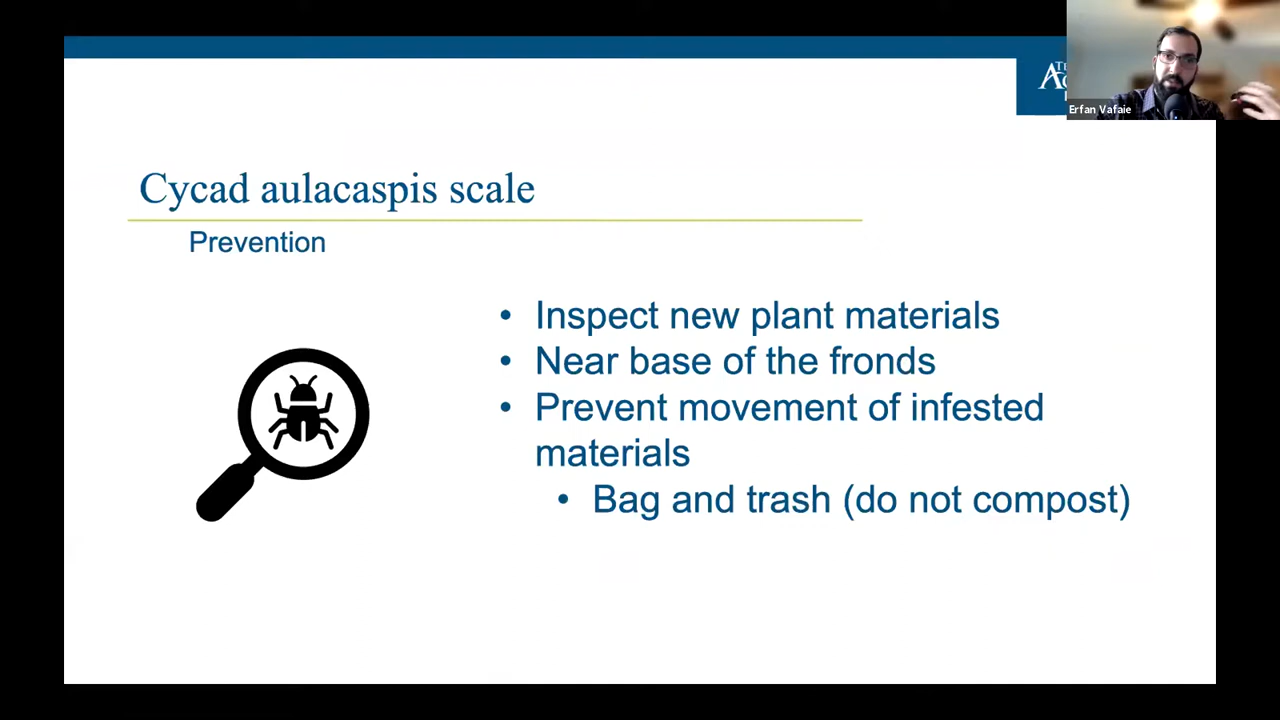 Erfan Vafaie
Cycad aulacaspis scale
Prevention
• Inspect new plant materials
• Near base of the fronds
• Prevent movement of infested
materials
• Bag and trash (do not compost)